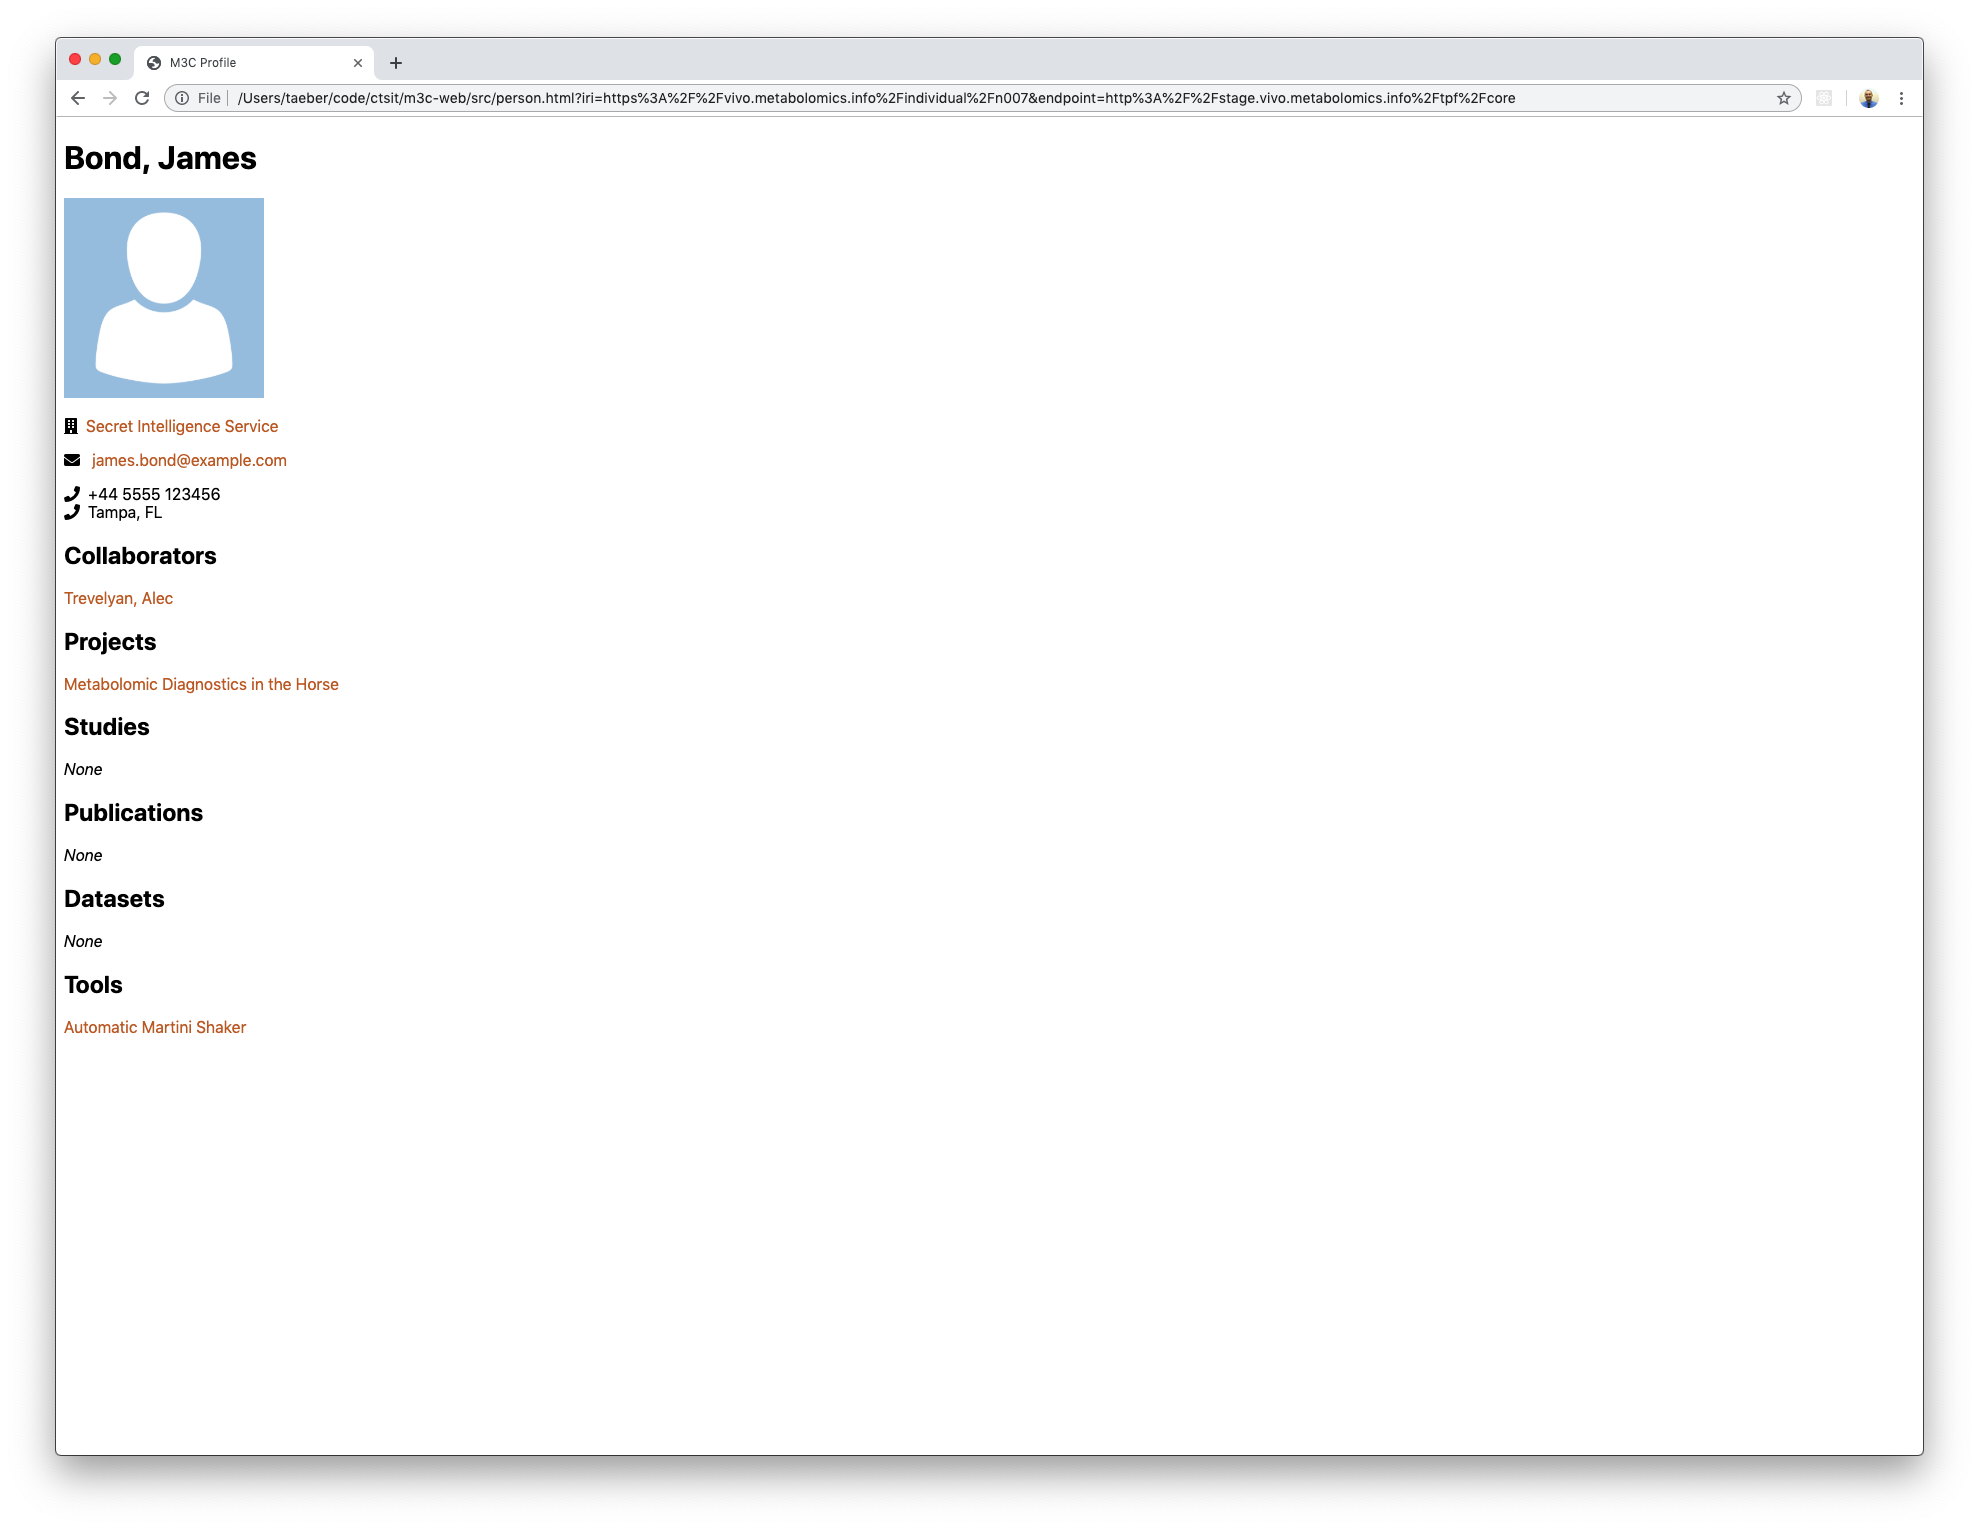 M3C Profile
File /Users/taeber/code/ctsit/m3c-web/src/person.html?iri=https%3A%2F%2Fvivo.metabolomics.info%2Findividual%2Fn007&endpoint=http%3A%2F%2Fstage.vivo.metabolomics.info%2Ftpf%2Fcore
Bond, James
Secret Intelligence Service
james.bond@example.com
+44 5555 123456
Tampa, FL
Collaborators
Trevelyan, Alec
Projects
Metabolomic Diagnostics in the Horse
Studies
None
Publications
None
Datasets
None
Tools
Automatic Martini Shaker